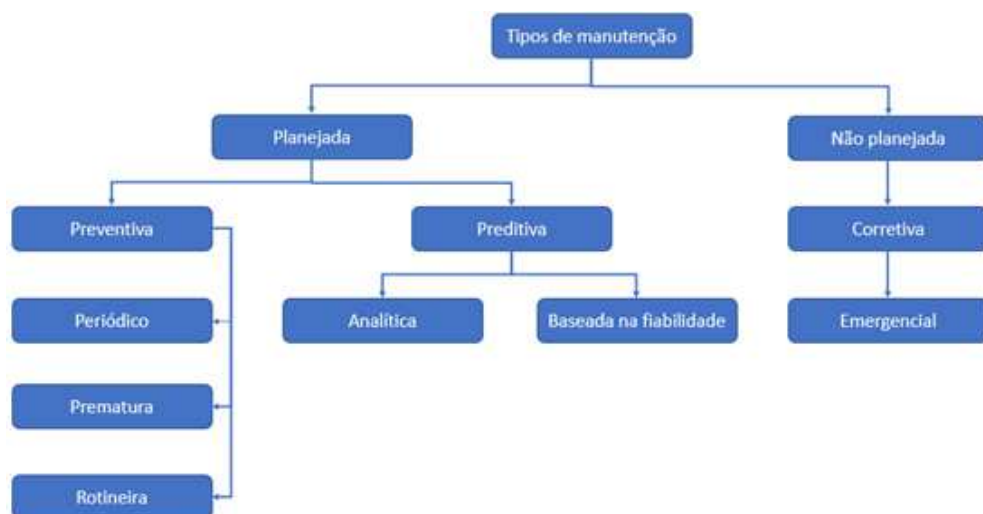 Tipos de manutenção
Planejada
Não planejada
Preventiva
Preditiva
Corretiva
Periódico
Analítica
Baseada na fiabilidade
Emergencial
Prematura
Rotineira